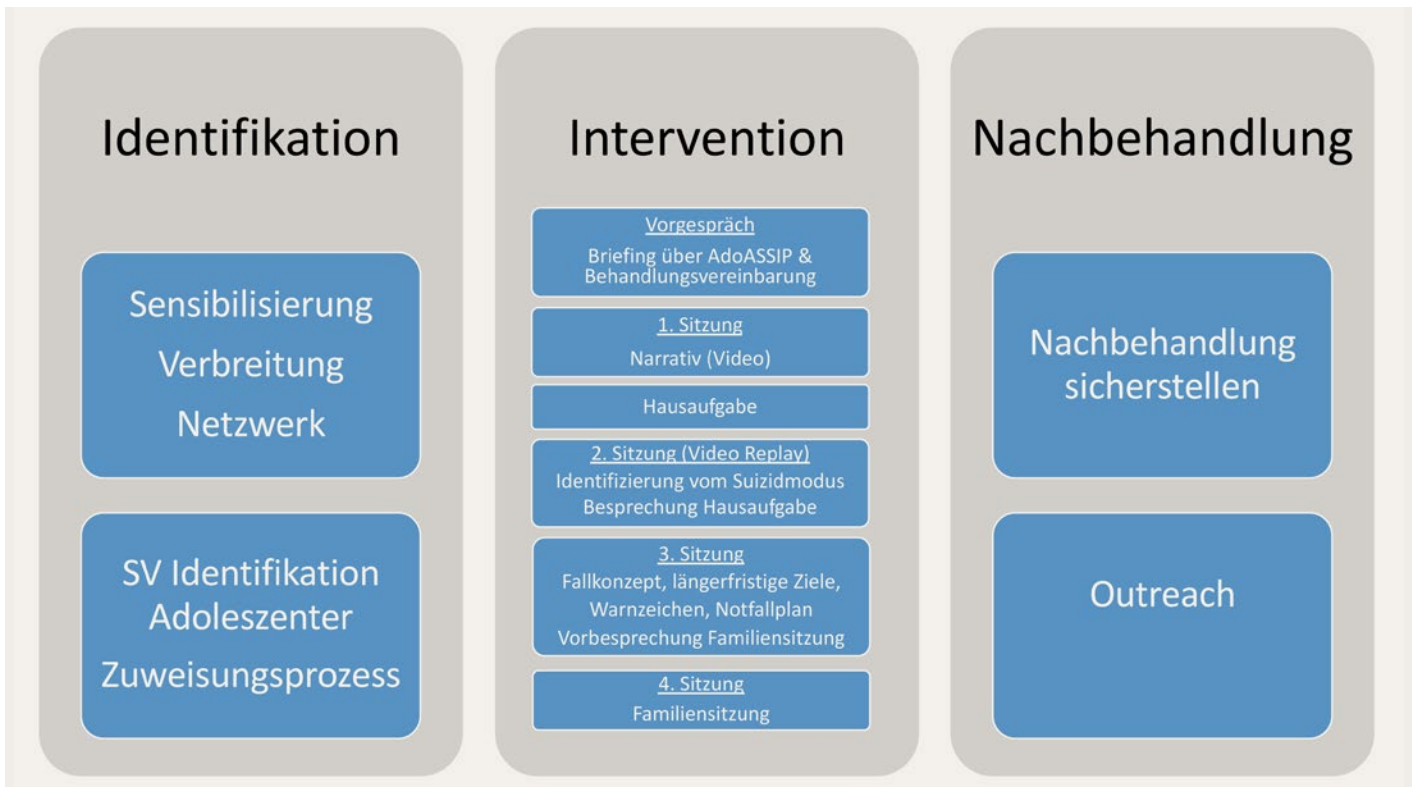 Identifikation
Sensibilisierung
Verbreitung
Netzwerk
SV Identifikation
Adoleszenter
Zuweisungsprozess
Intervention
Vorgespräch
Briefing über AdoASSIP &
Behandlungsvereinbarung
1. Sitzung
Narrativ (Video)
Hausaufgabe
2. Sitzung (Video Replay)
Identifizierung vom Suizidmodus
Besprechung Hausaufgabe
3. Sitzung
Fallkonzept, längerfristige Ziele,
Warnzeichen, Notfallplan
Vorbesprechung Familiensitzung
4. Sitzung
Familiensitzung
Nachbehandlung
Nachbehandlung
sicherstellen
Outreach